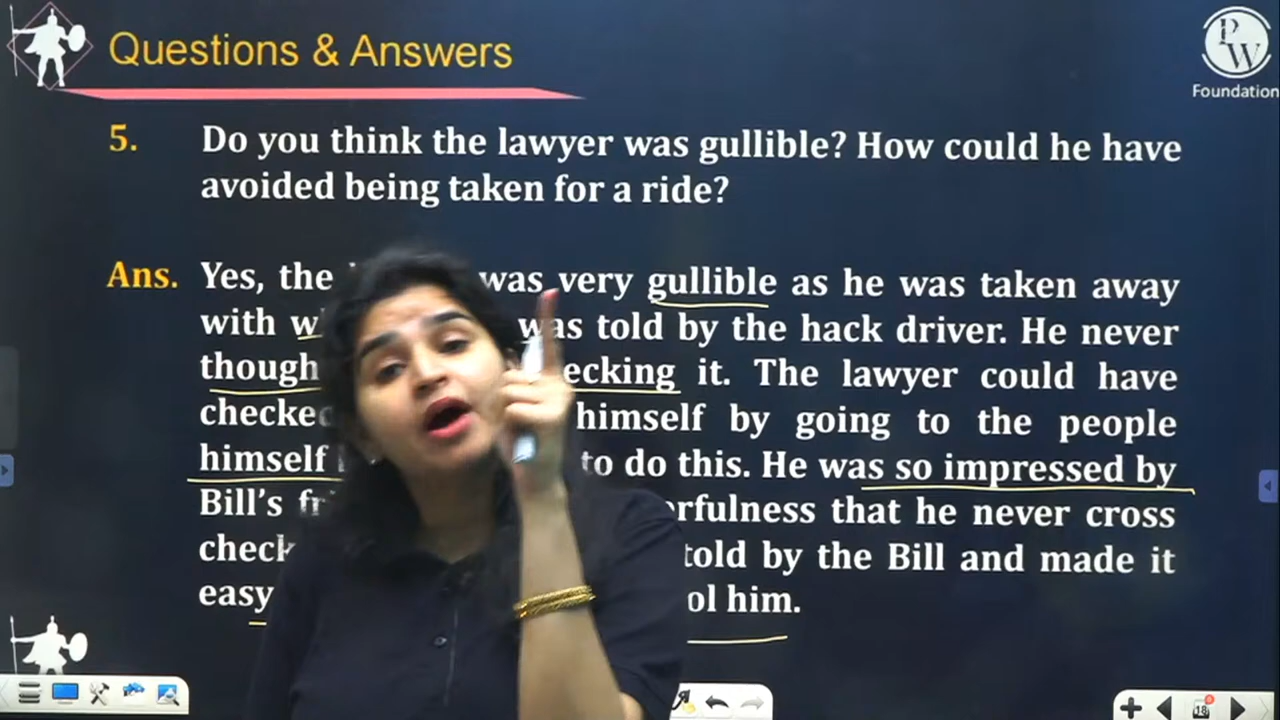 Questions & Answers
PW
Foundation
5. Do you think the lawyer was gullible? How could he have
avoided being taken for a ride?
Ans. Yes, the was very gullible as he was taken away
with was told by the hack driver. He never
it. The lawyer could have
himself by going to the people
himself to do this. He was so impressed by
Bill's that he never cross
told by the Bill and made it
easy him.
18